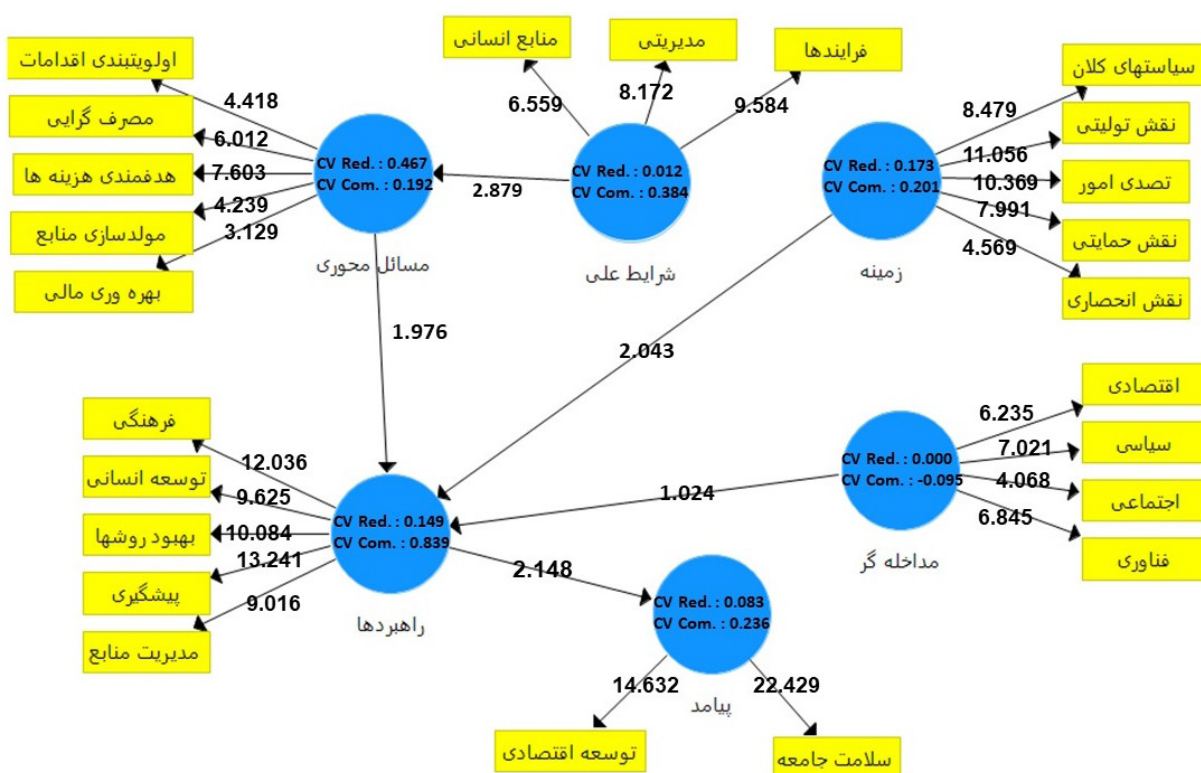 اولویتبندی اقدامات
مصرف گرایی
هدفمندی هزینه ها
مولدسازی منابع
بهره وری مالی
4.418
6.012
7.603
4.239
3.129
CV Red. : 0.467
CV Com. : 0.192
مسائل محوری
منابع انسانی
مدیریتی
فرایندها
6.559
8.172
9.584
CV Red. : 0.012
CV Com. : 0.384
شرایط علی
2.879
سیاستهای کلان
نقش تولیتی
تصدی امور
نقش حمایتی
نقش انحصاری
8.479
11.056
10.369
7.991
4.569
CV Red. : 0.173
CV Com. : 0.201
زمینه
1.976
2.043
1.024
فرهنگی
توسعه انسانی
بهبود روشها
پیشگیری
مدیریت منابع
12.036
9.625
10.084
13.241
9.016
CV Red. : 0.149
CV Com. : 0.839
راهبردها
2.148
اقتصادی
سیاسی
اجتماعی
فناوری
6.235
7.021
4.068
6.845
CV Red. : 0.000
CV Com. : -0.095
مداخله گر
CV Red. : 0.083
CV Com. : 0.236
پیامد
14.632
22.429
توسعه اقتصادی
سلامت جامعه